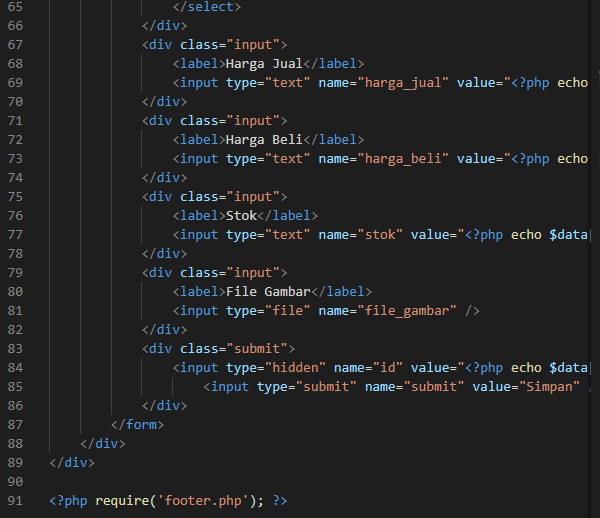 65 </select>
66 </div>
67 <div class="input">
68 <label>Harga Jual</label>
69 <input type="text" name="harga_jual" value="<?php echo
70 </div>
71 <div class="input">
72 <label>Harga Beli</label>
73 <input type="text" name="harga_beli" value="<?php echo
74 </div>
75 <div class="input">
76 <label>Stok</label>
77 <input type="text" name="stok" value="<?php echo $data[
78 </div>
79 <div class="input">
80 <label>File Gambar</label>
81 <input type="file" name="file_gambar" />
82 </div>
83 <div class="submit">
84 <input type="hidden" name="id" value="<?php echo $data[
85 <input type="submit" name="submit" value="Simpan" /
86 </div>
87 </form>
88 </div>
89 </div>
90
91 <?php require('footer.php'); ?>